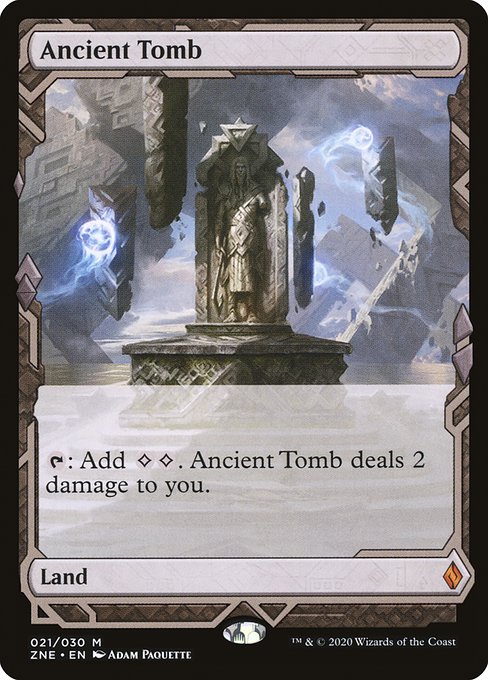 Ancient Tomb
: Add . Ancient Tomb deals 2
damage to you.
Land
021/030 M
ZNE • EN Adam Paquette
™ & © 2020 Wizards of the Coast